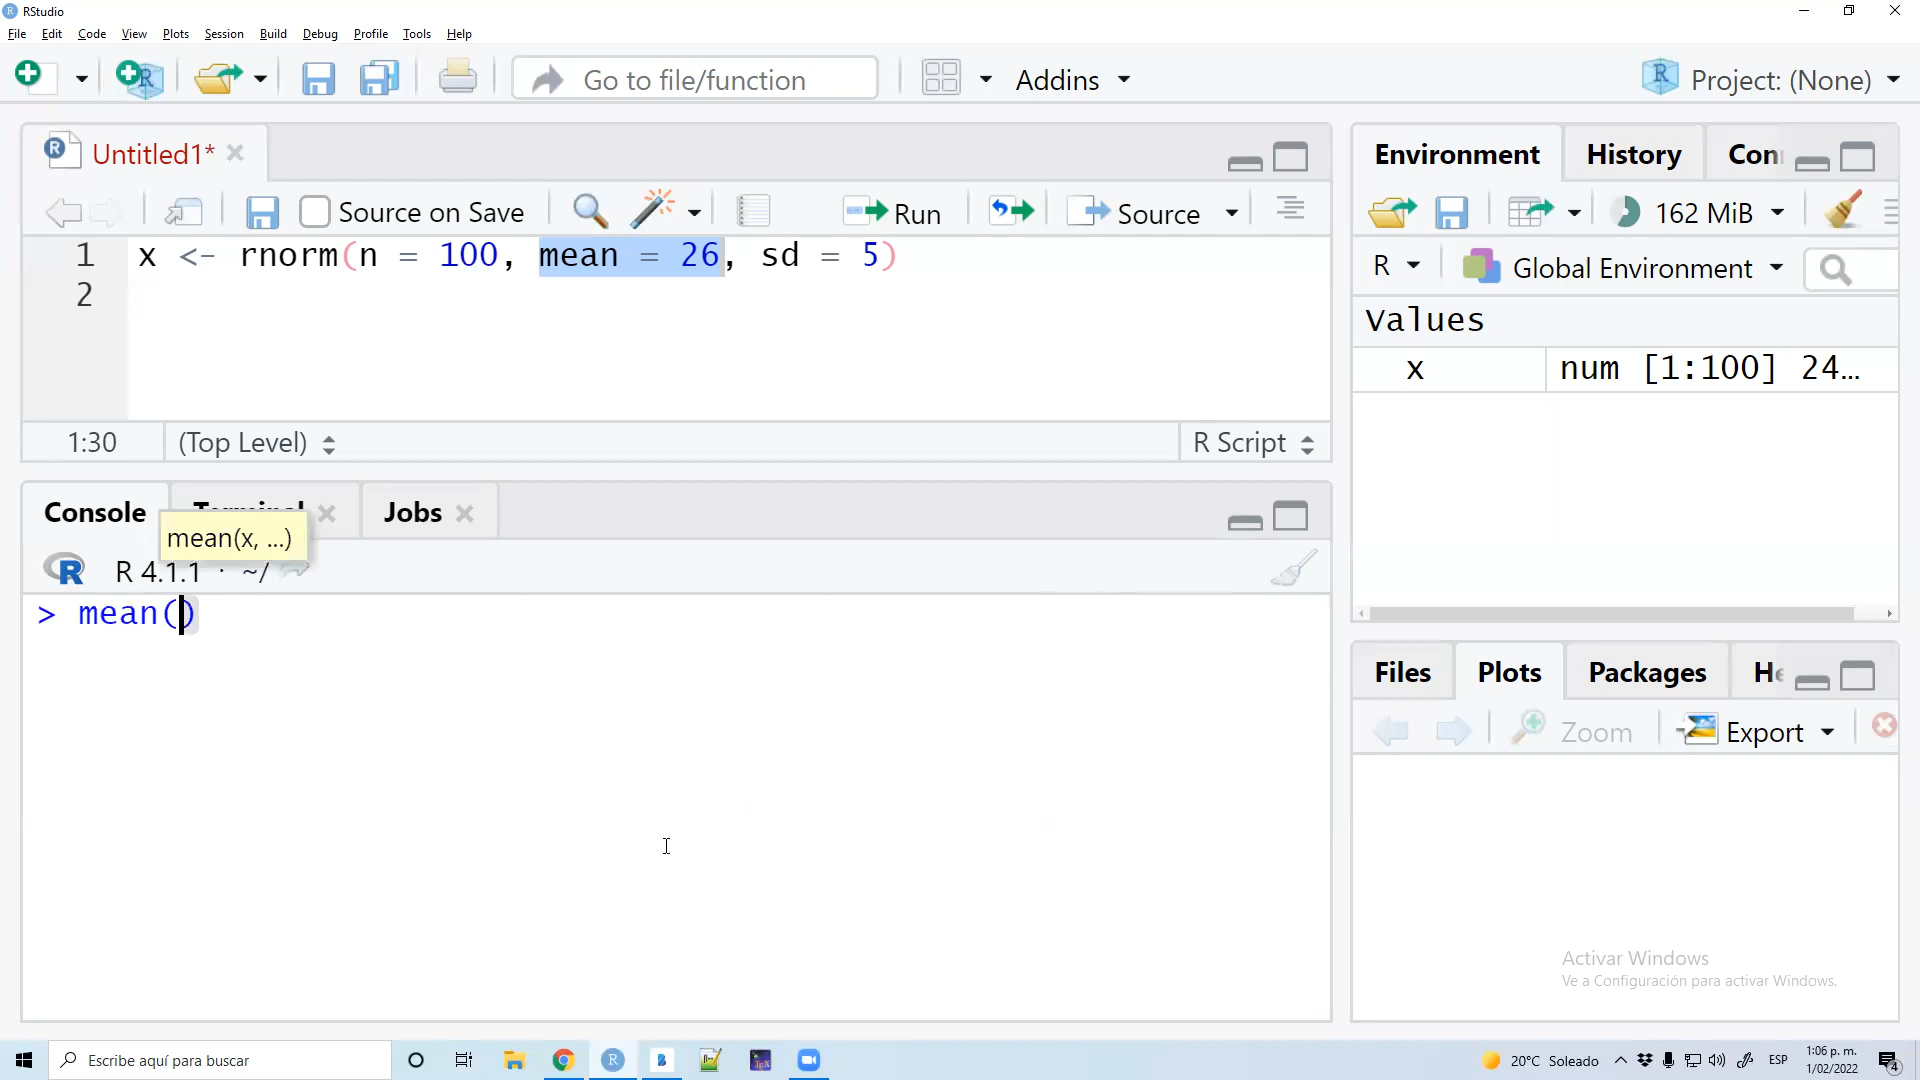 RStudio
File Edit Code View Plots Session Build Debug Profile Tools Help
Go to file/function Addins Project: (None)
Untitled1*
Source on Save Run Source
1 x <- rnorm(n = 100, mean = 26, sd = 5)
2
1:30 (Top Level) R Script
Console Terminal Jobs
mean(x, ...)
R 4.1.1 · ~/
> mean()
Environment History Con
162 MiB
R Global Environment
Values
x num [1:100] 24…
Files Plots Packages He
Zoom Export
Activar Windows
Ve a Configuración para activar Windows.
Escribe aquí para buscar
20°C Soleado ESP 1:06 p. m.
1/02/2022 4